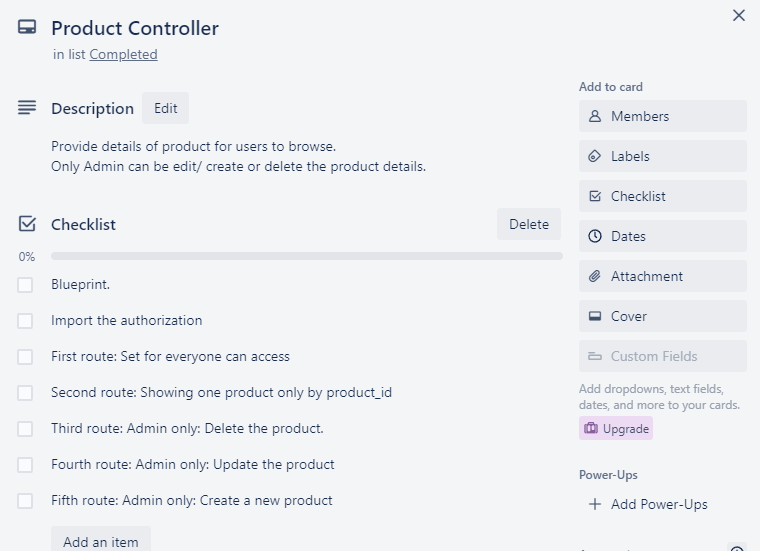 Product Controller
in list Completed
Description Edit
Provide details of product for users to browse.
Only Admin can be edit/ create or delete the product details.
Checklist Delete
0%
Blueprint.
Import the authorization
First route: Set for everyone can access
Second route: Showing one product only by product_id
Third route: Admin only: Delete the product.
Fourth route: Admin only: Update the product
Fifth route: Admin only: Create a new product
Add an item
Add to card
Members
Labels
Checklist
Dates
Attachment
Cover
Custom Fields
Add dropdowns, text fields,
dates, and more to your cards.
Upgrade
Power-Ups
Add Power-Ups